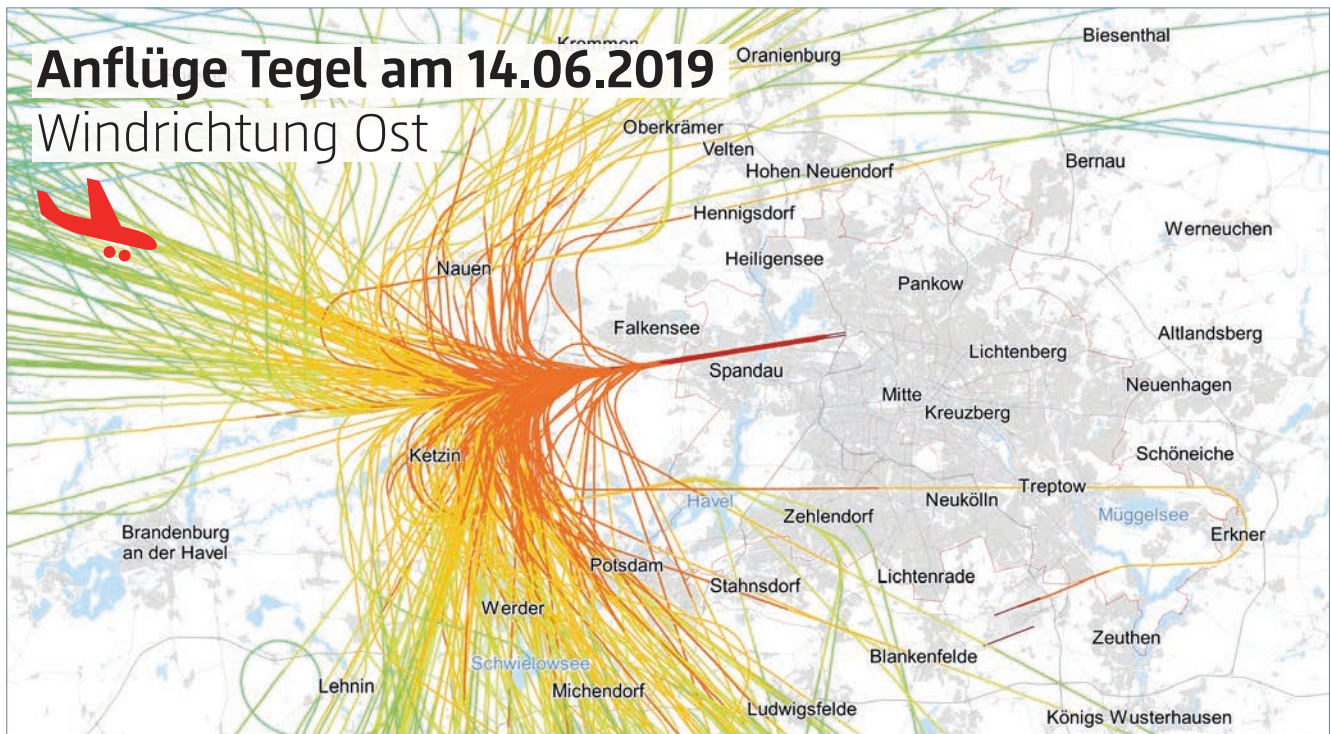 Anflüge Tegel am 14.06.2019
Windrichtung Ost
Kremmen
Oranienburg
Biesenthal
Oberkrämer
Velten
Bernau
Hohen Neuendorf
Hennigsdorf
Werneuchen
Heiligensee
Nauen
Pankow
Falkensee
Altlandsberg
Lichtenberg
Spandau
Neuenhagen
Mitte
Kreuzberg
Ketzin
Schöneiche
Treptow
Havel
Neukölln
Zehlendorf
Müggelsee
Brandenburg
an der Havel
Erkner
Potsdam
Stahnsdorf
Lichtenrade
Werder
Zeuthen
Blankenfelde
Schwielowsee
Lehnin
Michendorf
Ludwigsfelde
Königs Wusterhausen